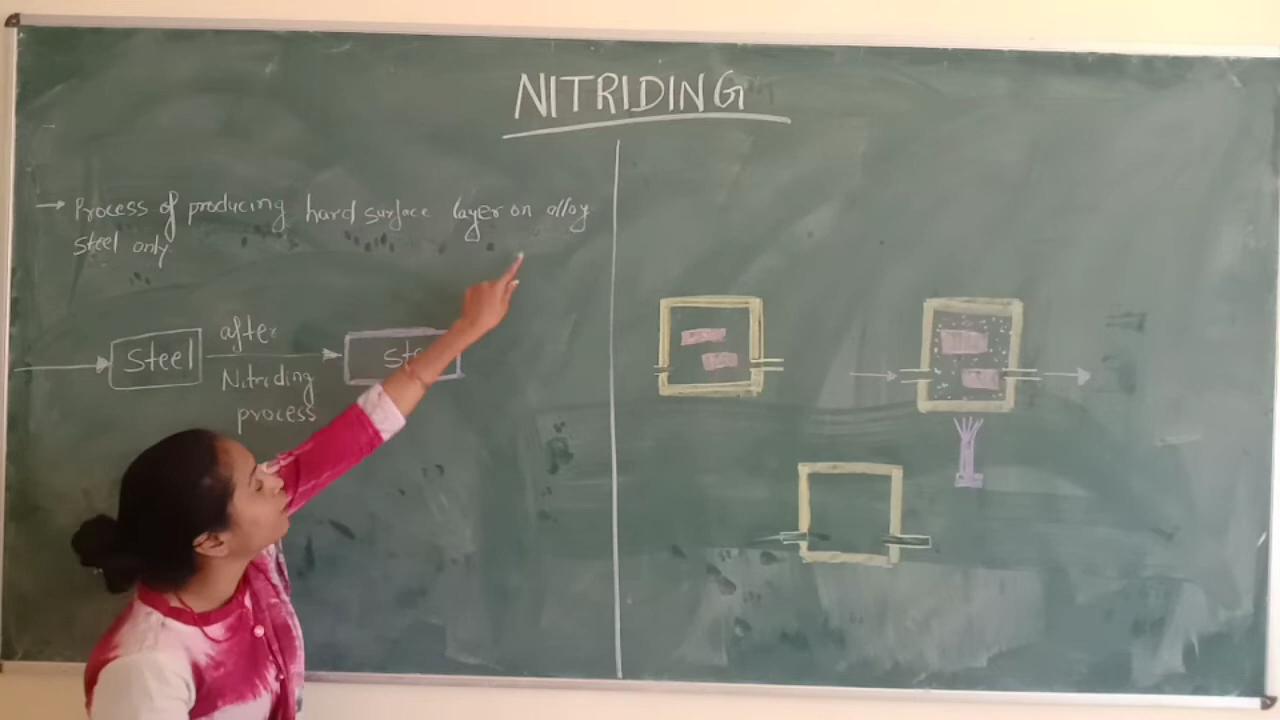 NITRIDING
→ Process of producing hard surface layer on alloy
steel only.
Steel
after
Nitriding
process